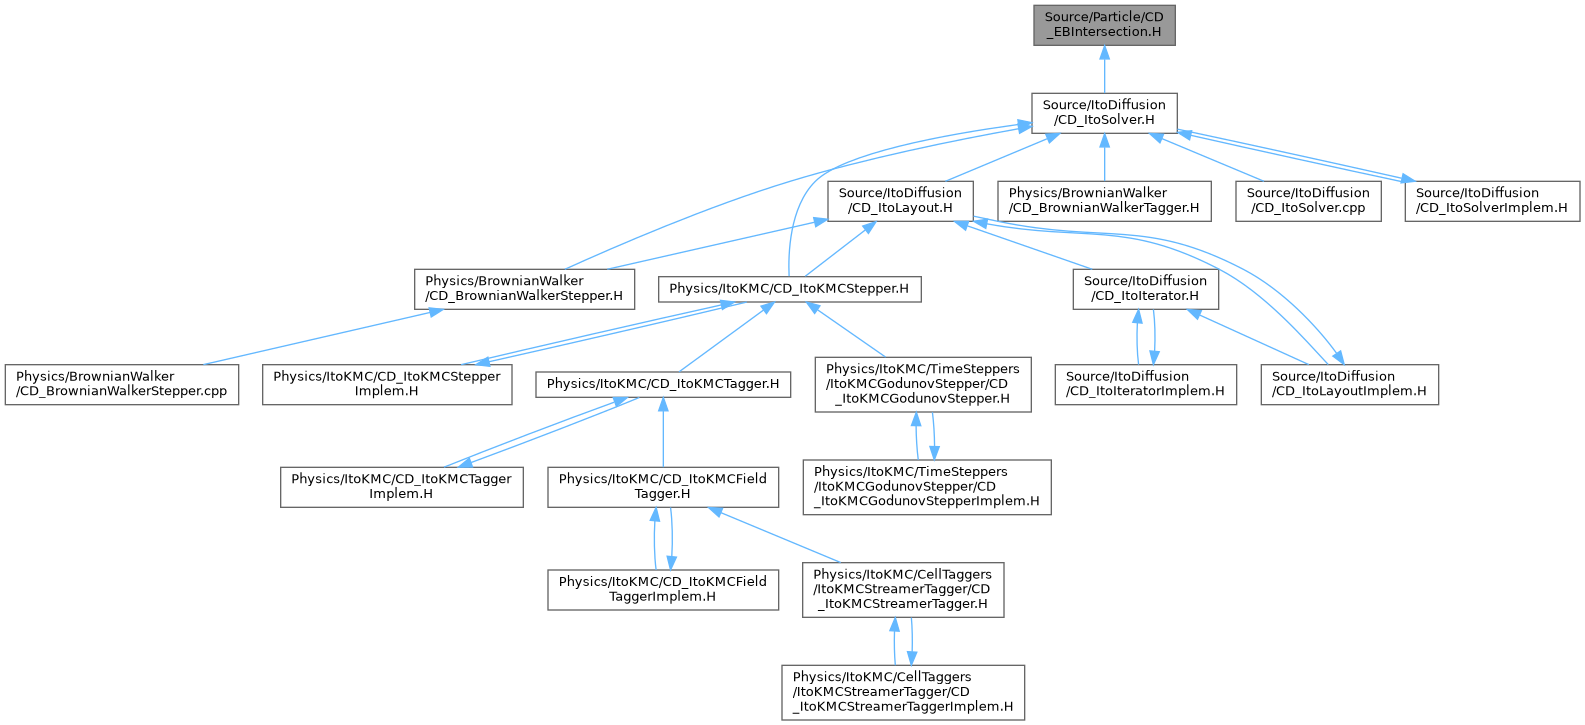 Source/Particle/CD
_EBIntersection.H
Source/ItoDiffusion
/CD_ItoSolver.H
Source/ItoDiffusion
/CD_ItoLayout.H
Physics/BrownianWalker
/CD_BrownianWalkerTagger.H
Source/ItoDiffusion
/CD_ItoSolver.cpp
Source/ItoDiffusion
/CD_ItoSolverImplem.H
Physics/BrownianWalker
/CD_BrownianWalkerStepper.H
Physics/ItoKMC/CD_ItoKMCStepper.H
Source/ItoDiffusion
/CD_ItoIterator.H
Physics/BrownianWalker
/CD_BrownianWalkerStepper.cpp
Physics/ItoKMC/CD_ItoKMCStepper
Implem.H
Physics/ItoKMC/CD_ItoKMCTagger.H
Physics/ItoKMC/TimeSteppers
/ItoKMCGodunovStepper/CD
_ItoKMCGodunovStepper.H
Source/ItoDiffusion
/CD_ItoIteratorImplem.H
Source/ItoDiffusion
/CD_ItoLayoutImplem.H
Physics/ItoKMC/CD_ItoKMCTagger
Implem.H
Physics/ItoKMC/CD_ItoKMCField
Tagger.H
Physics/ItoKMC/TimeSteppers
/ItoKMCGodunovStepper/CD
_ItoKMCGodunovStepperImplem.H
Physics/ItoKMC/CD_ItoKMCField
TaggerImplem.H
Physics/ItoKMC/CellTaggers
/ItoKMCStreamerTagger/CD
_ItoKMCStreamerTagger.H
Physics/ItoKMC/CellTaggers
/ItoKMCStreamerTagger/CD
_ItoKMCStreamerTaggerImplem.H